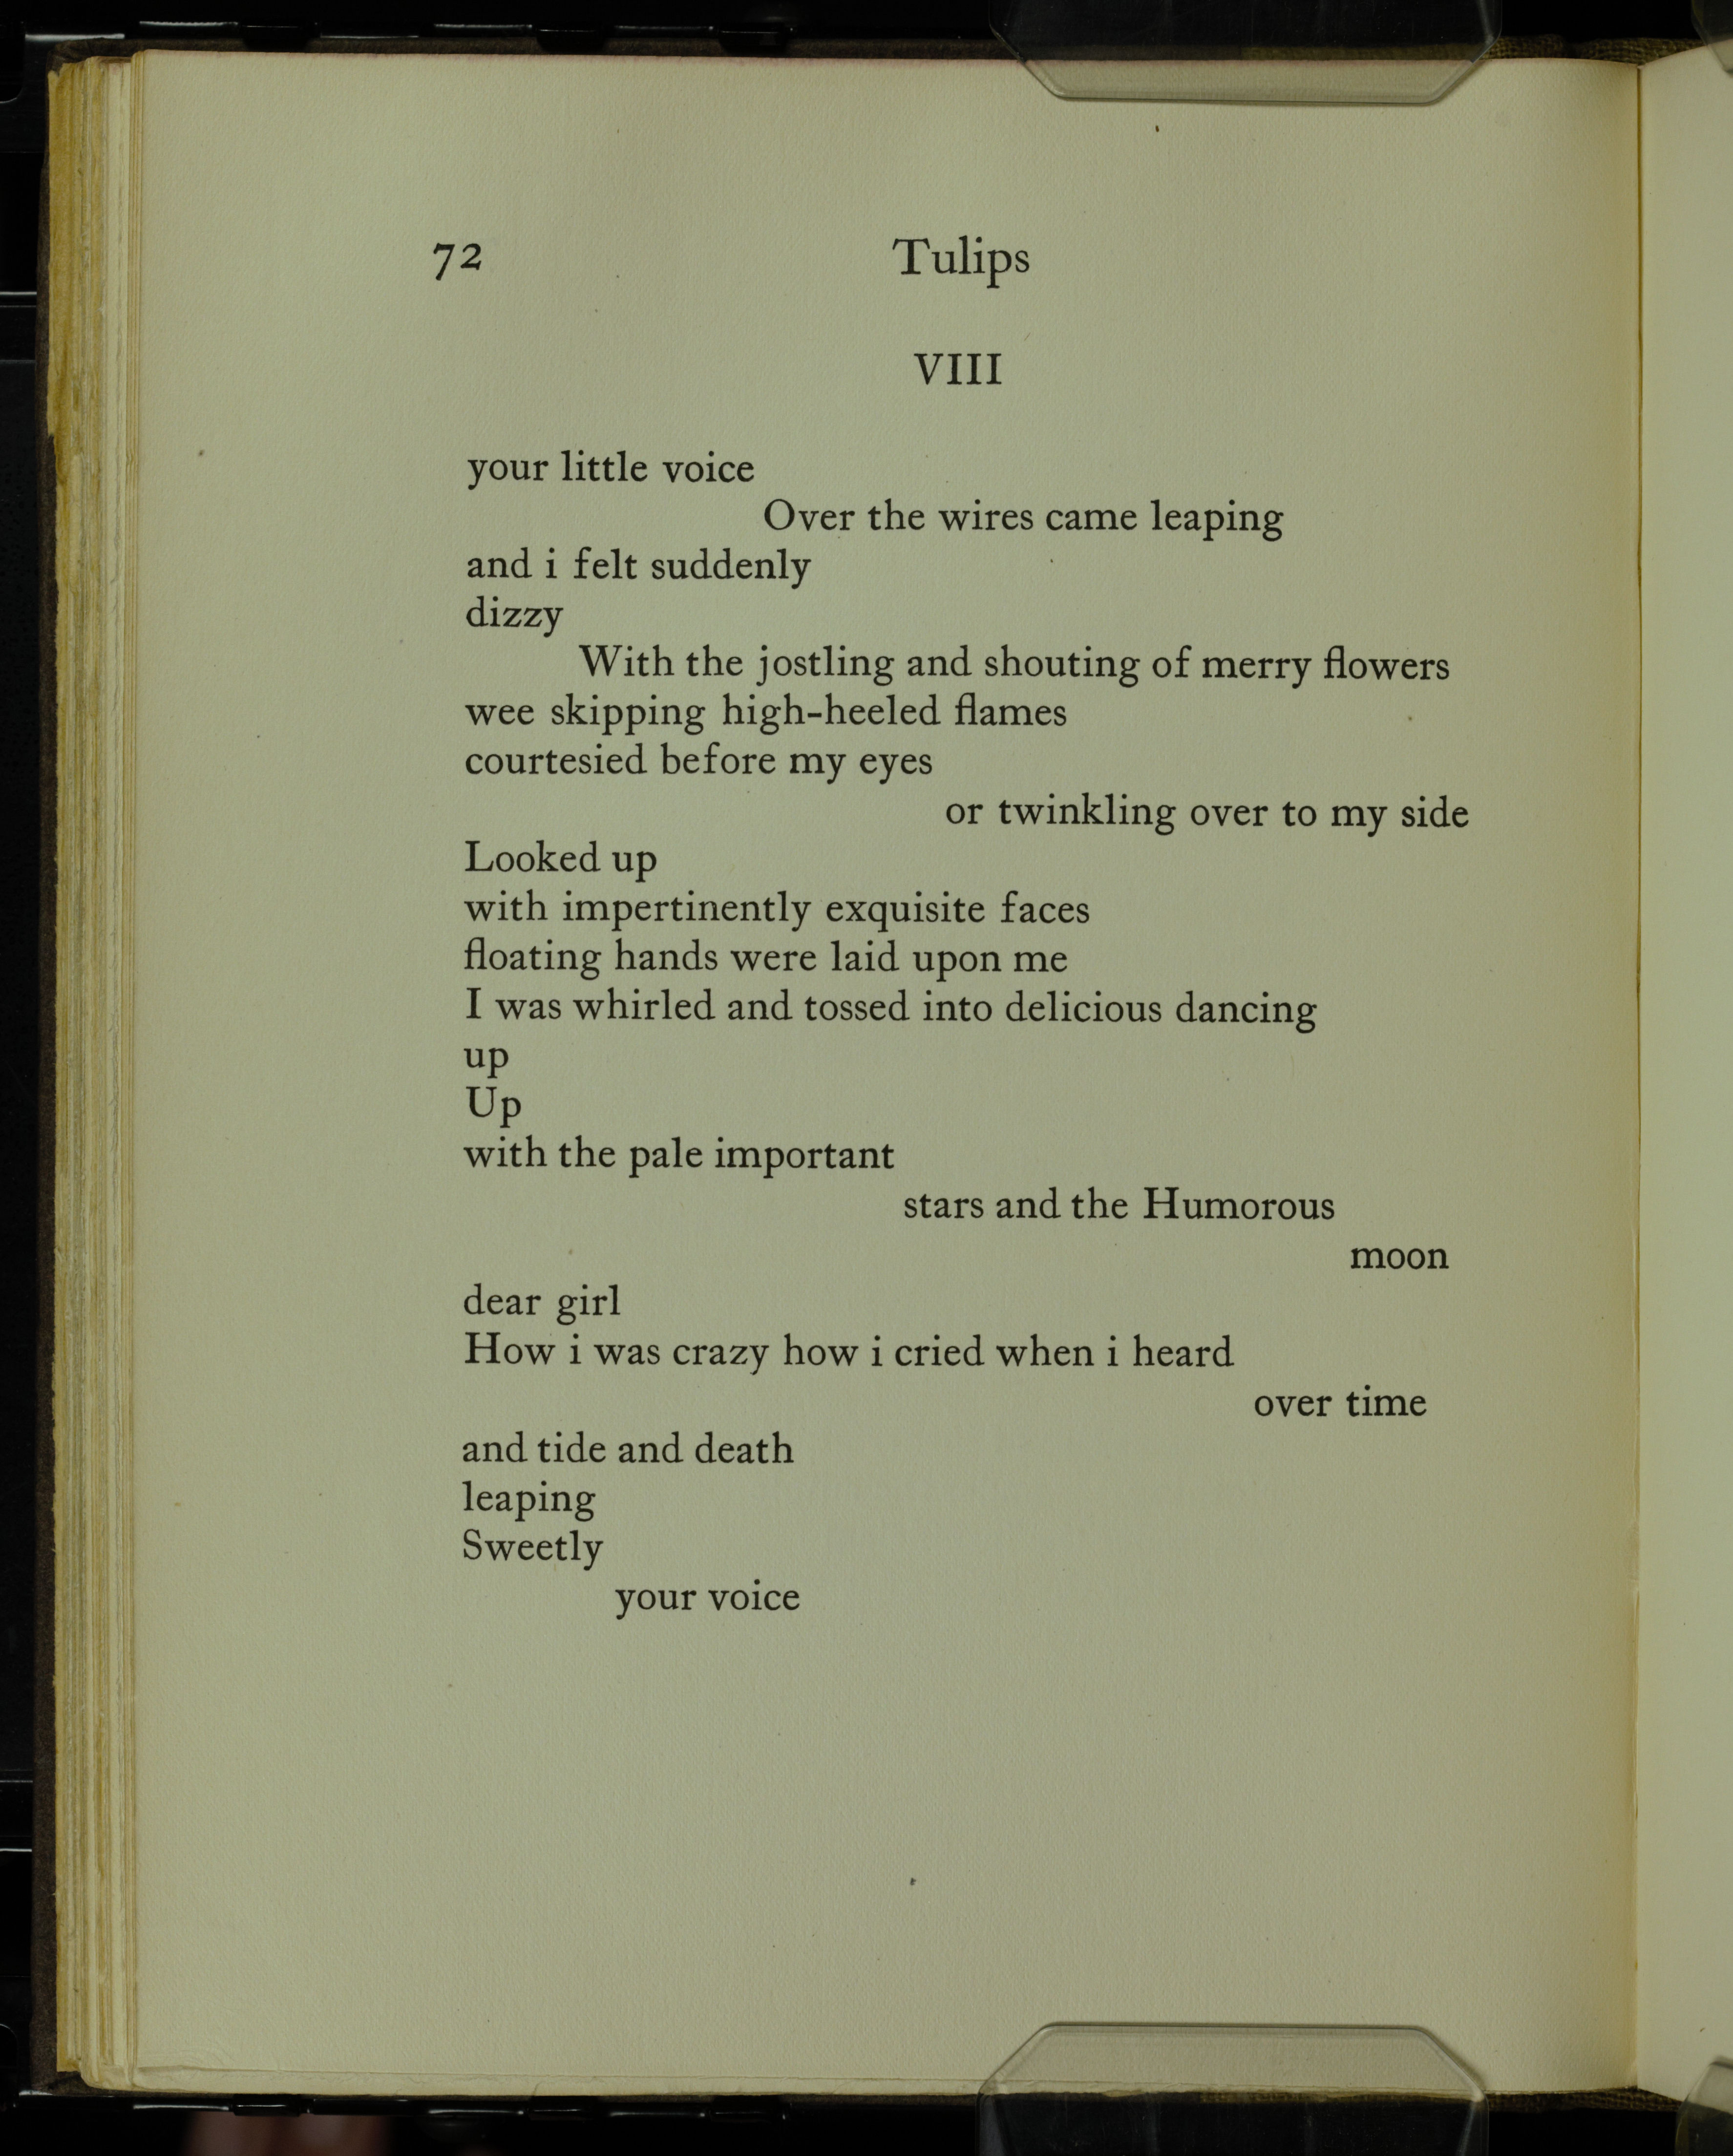 72 Tulips
VIII
your little voice
Over the wires came leaping
and i felt suddenly
dizzy
With the jostling and shouting of merry flowers
wee skipping high-heeled flames
courtesied before my eyes
or twinkling over to my side
Looked up
with impertinently exquisite faces
floating hands were laid upon me
I was whirled and tossed into delicious dancing
up
Up
with the pale important
stars and the Humorous
moon
dear girl
How i was crazy how i cried when i heard
over time
and tide and death
leaping
Sweetly
your voice